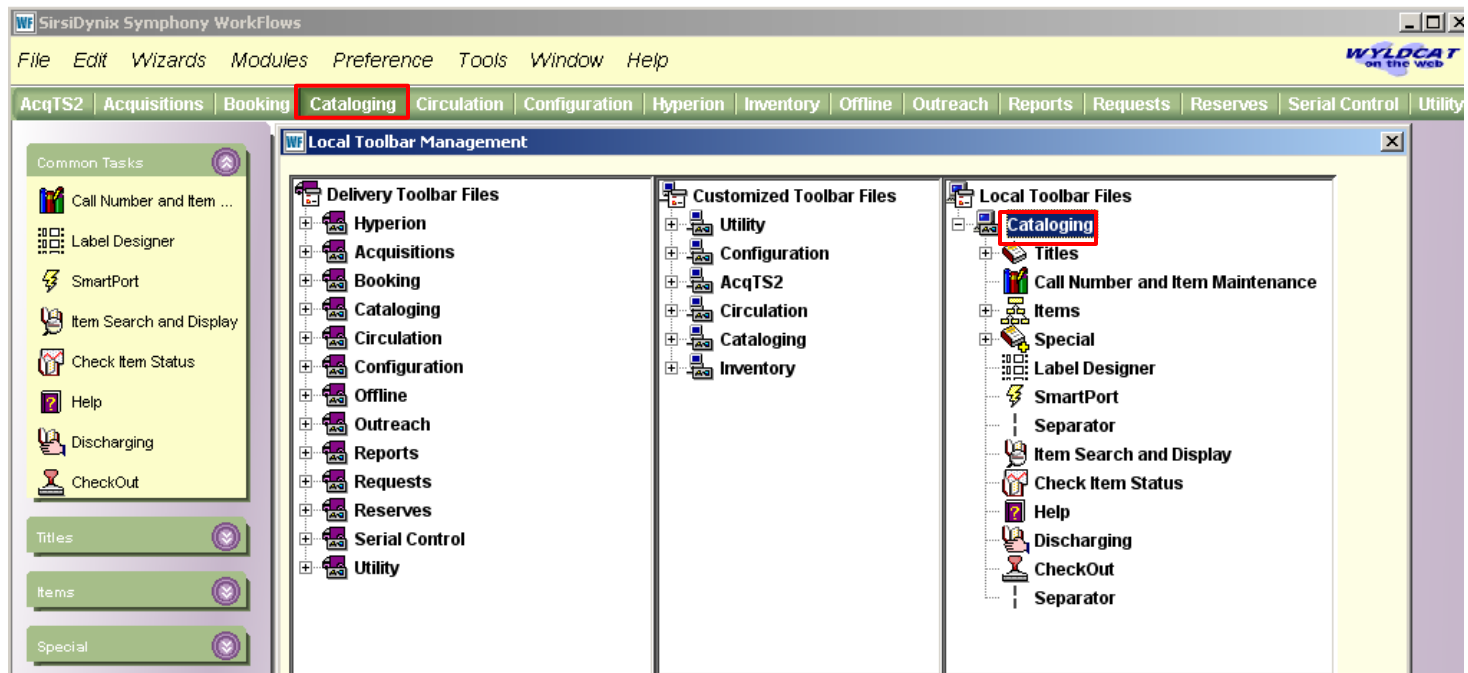 SirsiDynix Symphony WorkFlows
File Edit Wizards Modules Preference Tools Window Help
WYLDCAT
on the web
AcqTS2 Acquisitions Booking Cataloging Circulation Configuration Hyperion Inventory Offline Outreach Reports Requests Reserves Serial Control Utility
Common Tasks
Call Number and Item ...
Label Designer
SmartPort
Item Search and Display
Check Item Status
Help
Discharging
CheckOut
Titles
Items
Special
Local Toolbar Management
Delivery Toolbar Files
Hyperion
Acquisitions
Booking
Cataloging
Circulation
Configuration
Offline
Outreach
Reports
Requests
Reserves
Serial Control
Utility
Customized Toolbar Files
Utility
Configuration
AcqTS2
Circulation
Cataloging
Inventory
Local Toolbar Files
Cataloging
Titles
Call Number and Item Maintenance
Items
Special
Label Designer
SmartPort
Separator
Item Search and Display
Check Item Status
Help
Discharging
CheckOut
Separator